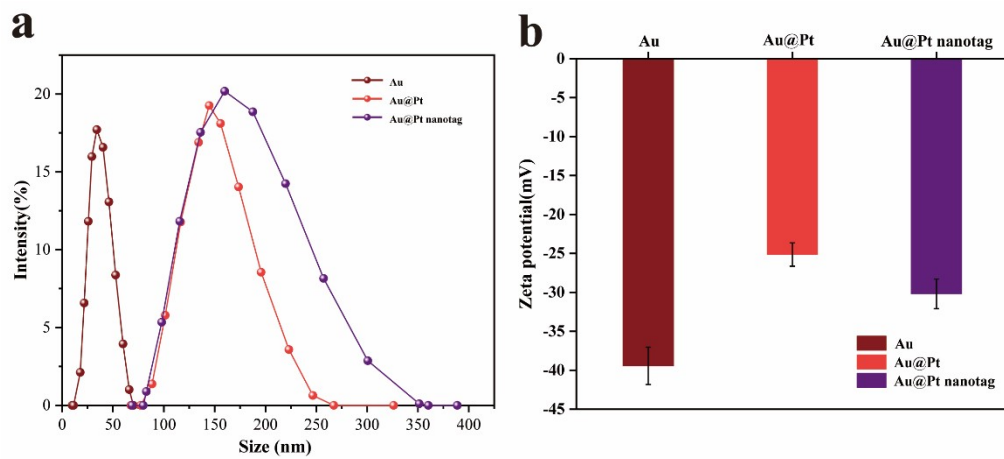 a
Intensity(%)
20
15
10
5
0
Au
Au@Pt
Au@Pt nanotag
0 50 100 150 200 250 300 350 400
Size (nm)
b
Au Au@Pt Au@Pt nanotag
Zeta potential(mV)
0
-5
-10
-15
-20
-25
-30
-35
-40
-45
Au
Au@Pt
Au@Pt nanotag